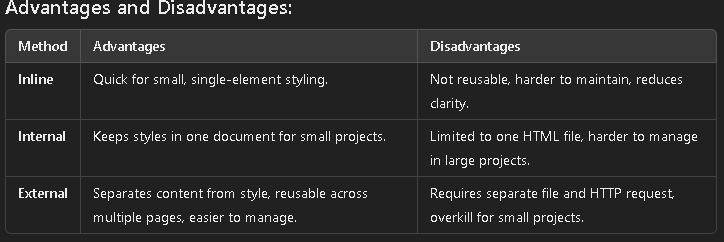 Advantages and Disadvantages:
Method Advantages Disadvantages
Inline Quick for small, single-element styling. Not reusable, harder to maintain, reduces
clarity.
Internal Keeps styles in one document for small projects. Limited to one HTML file, harder to manage
in large projects.
External Separates content from style, reusable across Requires separate file and HTTP request,
multiple pages, easier to manage. overkill for small projects.